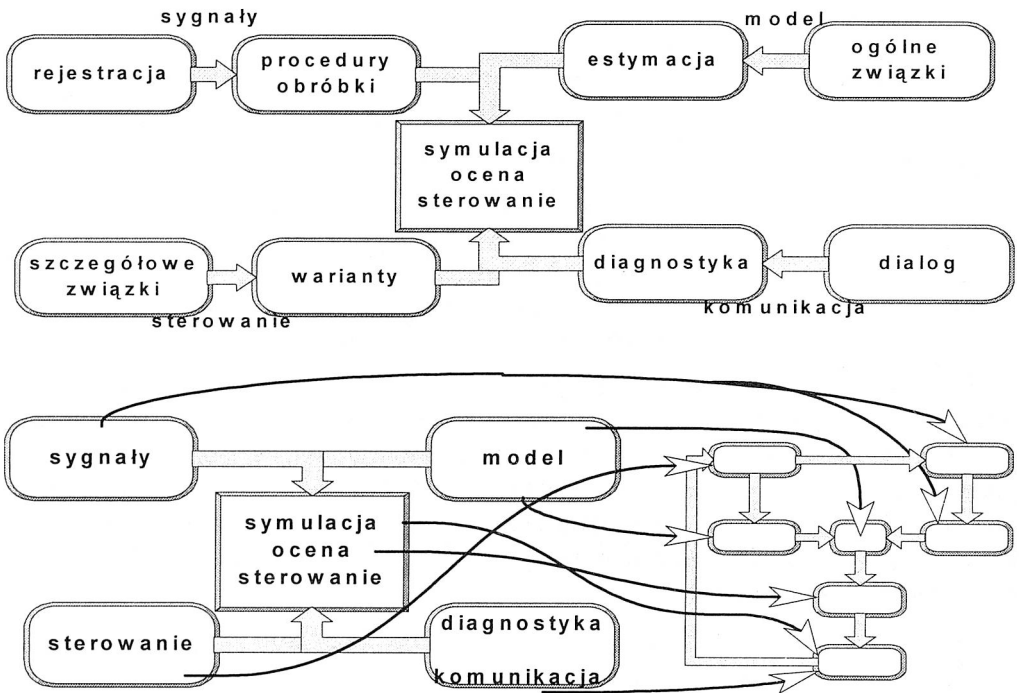 sygnały
model
rejestracja
procedury
obróbki
estymacja
ogólne
związki
symulacja
ocena
sterowanie
szczegółowe
związki
warianty
diagnostyka
dialog
sterowanie
komunikacja
sygnały
model
symulacja
ocena
sterowanie
sterowanie
diagnostyka
komunikacja